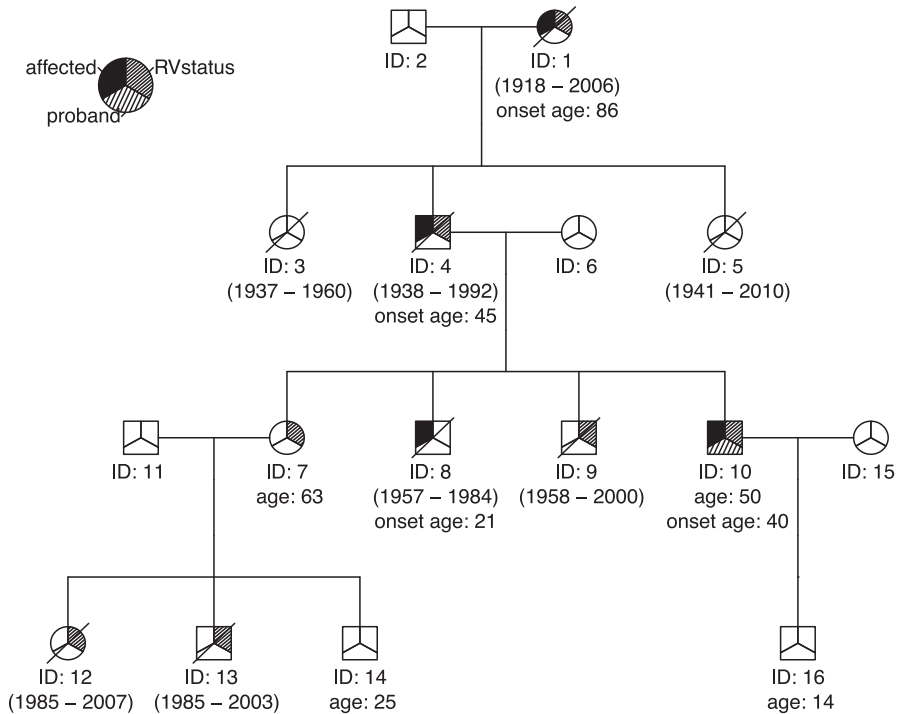 ID: 2
ID: 1
(1918 – 2006)
onset age: 86
affected
RVstatus
proband
ID: 3
(1937 – 1960)
ID: 4
(1938 – 1992)
onset age: 45
ID: 6
ID: 5
(1941 – 2010)
ID: 11
ID: 7
age: 63
ID: 8
(1957 – 1984)
onset age: 21
ID: 9
(1958 – 2000)
ID: 10
age: 50
onset age: 40
ID: 15
ID: 12
(1985 – 2007)
ID: 13
(1985 – 2003)
ID: 14
age: 25
ID: 16
age: 14